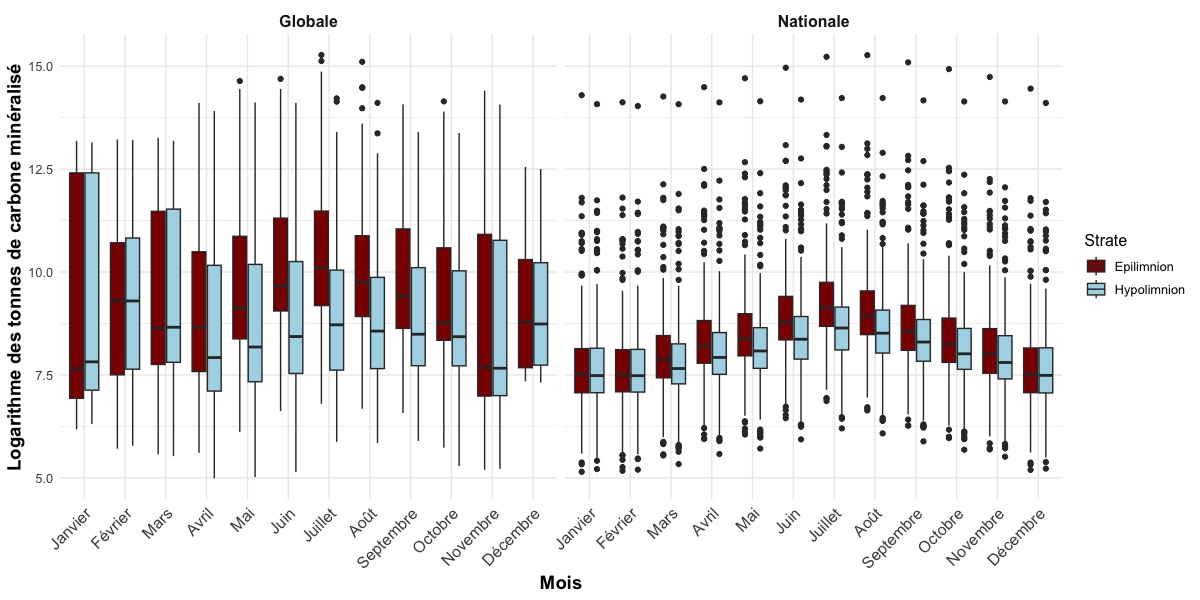 Globale
Nationale
Logarithme des tonnes de carbone minéralisé
15.0
12.5
10.0
7.5
5.0
Janvier
Février
Mars
Avril
Mai
Juin
Juillet
Août
Septembre
Octobre
Novembre
Décembre
Janvier
Février
Mars
Avril
Mai
Juin
Juillet
Août
Septembre
Octobre
Novembre
Décembre
Mois
Strate
Epilimnion
Hypolimnion